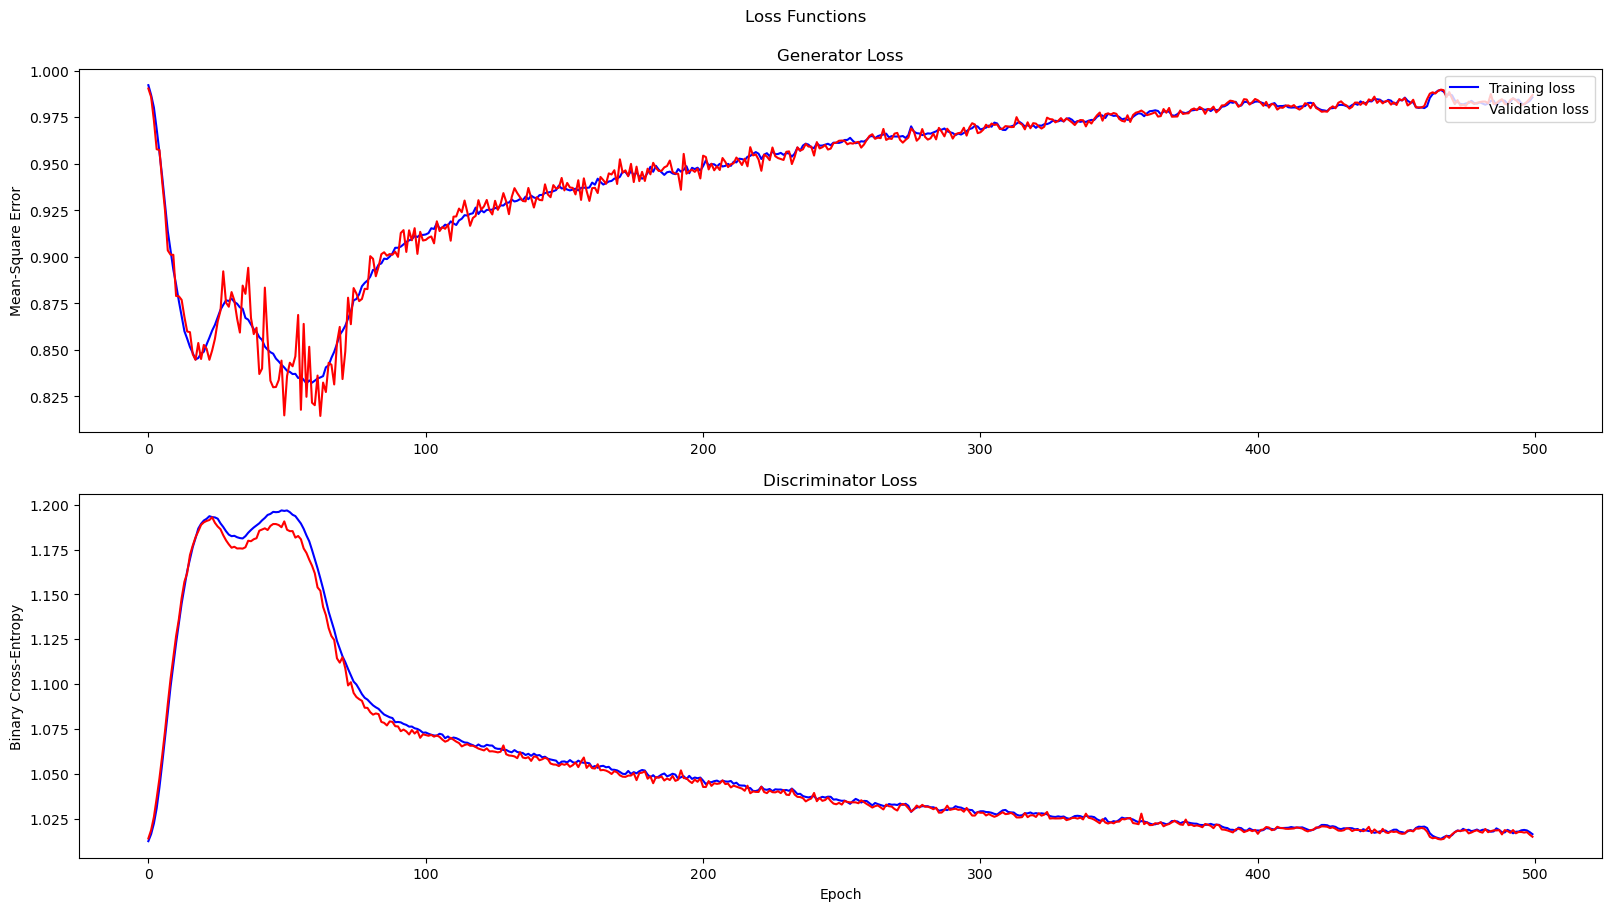 Loss Functions
Generator Loss
Mean-Square Error
1.000
0.975
0.950
0.925
0.900
0.875
0.850
0.825
Training loss
Validation loss
0 100 200 300 400 500
Discriminator Loss
Binary Cross-Entropy
1.200
1.175
1.150
1.125
1.100
1.075
1.050
1.025
0 100 200 300 400 500
Epoch